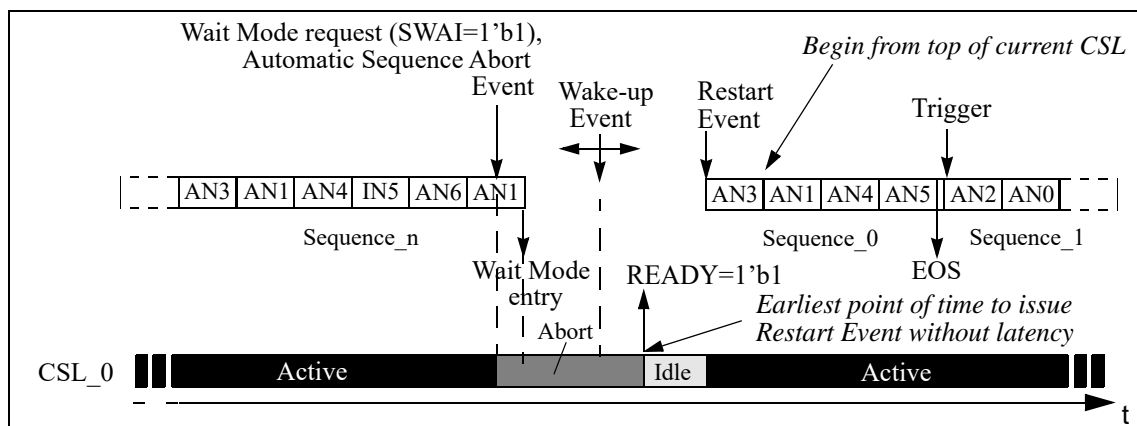 Wait Mode request (SWAI=1’b1),
Automatic Sequence Abort
Event
Wake-up
Event
Restart
Event
Begin from top of current CSL
Trigger
AN3 AN1 AN4 IN5 AN6 AN1
AN3 AN1 AN4 AN5 AN2 AN0
Sequence_n
Sequence_0
Sequence_1
Wait Mode
entry
READY=1’b1
EOS
Earliest point of time to issue
Restart Event without latency
Abort
CSL_0
Active
Idle
Active
t